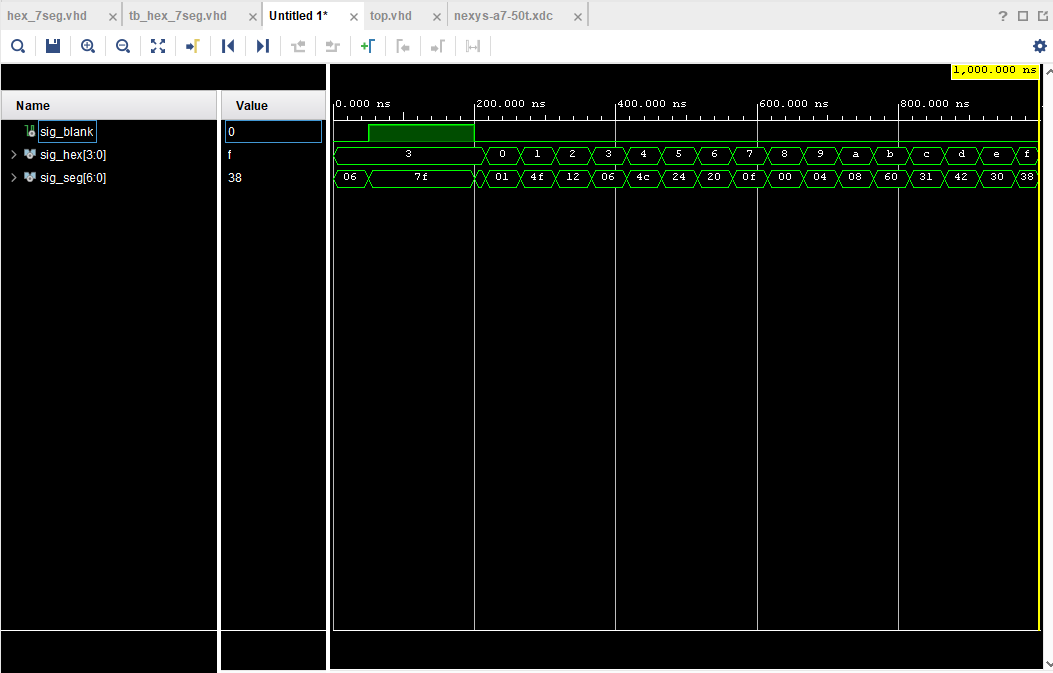 hex_7seg.vhd × tb_hex_7seg.vhd × Untitled 1* × top.vhd × nexys-a7-50t.xdc ×
?
1,000.000 ns
Name Value 0.000 ns 200.000 ns 400.000 ns 600.000 ns 800.000 ns
sig_blank 0
sig_hex[3:0] f 3 0 1 2 3 4 5 6 7 8 9 a b c d e f
sig_seg[6:0] 38 06 7f 01 4f 12 06 4c 24 20 0f 00 04 08 60 31 42 30 38